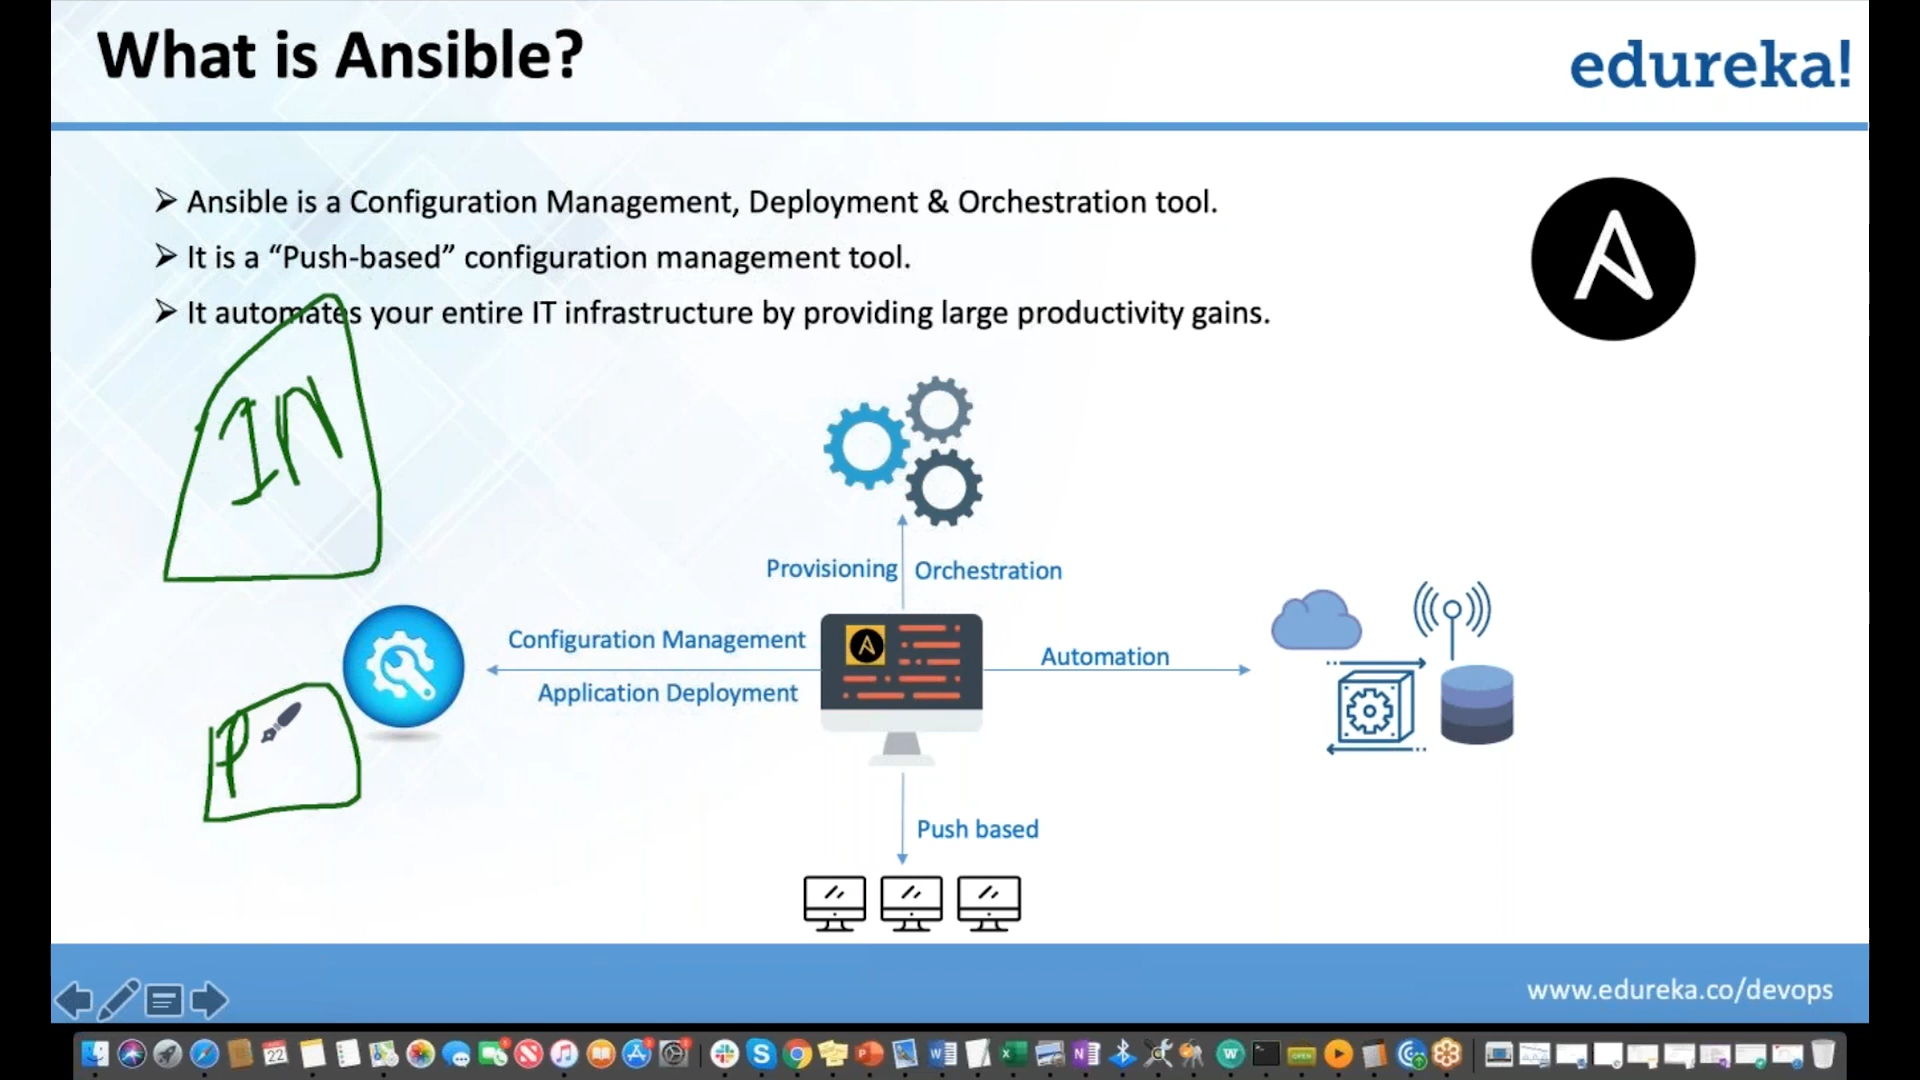 What is Ansible?
edureka!
Ansible is a Configuration Management, Deployment & Orchestration tool.
It is a “Push-based” configuration management tool.
It automates your entire IT infrastructure by providing large productivity gains.
IN
Provisioning Orchestration
Configuration Management
Automation
Application Deployment
P
Push based
www.edureka.co/devops
22